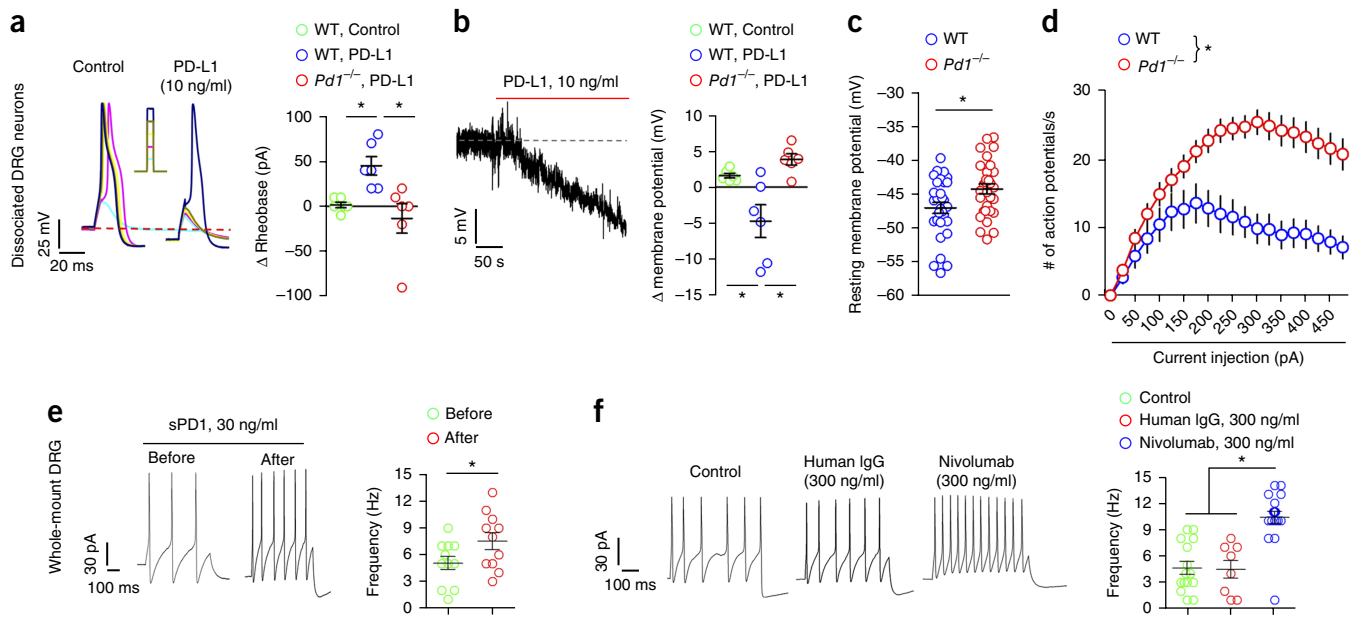 a
Dissociated DRG neurons
Control
PD-L1
(10 ng/ml)
25 mV
20 ms
WT, Control
WT, PD-L1
Pd1−/−, PD-L1
Δ Rheobase (pA)
100
50
0
−50
−100
* *
b
PD-L1, 10 ng/ml
5 mV
50 s
WT, Control
WT, PD-L1
Pd1−/−, PD-L1
Δ membrane potential (mV)
10
5
0
−5
−10
−15
* *
c
WT
Pd1−/−
Resting membrane potential (mV)
−30
−35
−40
−45
−50
−55
−60
*
d
WT
Pd1−/−
*
# of action potentials/s
30
20
10
0
0 50 100 150 200 250 300 350 400 450
Current injection (pA)
e
Whole-mount DRG
sPD1, 30 ng/ml
Before After
30 pA
100 ms
Before
After
Frequency (Hz)
15
12
9
6
3
0
*
f
Control
Human IgG
(300 ng/ml)
Nivolumab
(300 ng/ml)
30 pA
100 ms
Control
Human IgG, 300 ng/ml
Nivolumab, 300 ng/ml
Frequency (Hz)
15
12
9
6
3
0
*